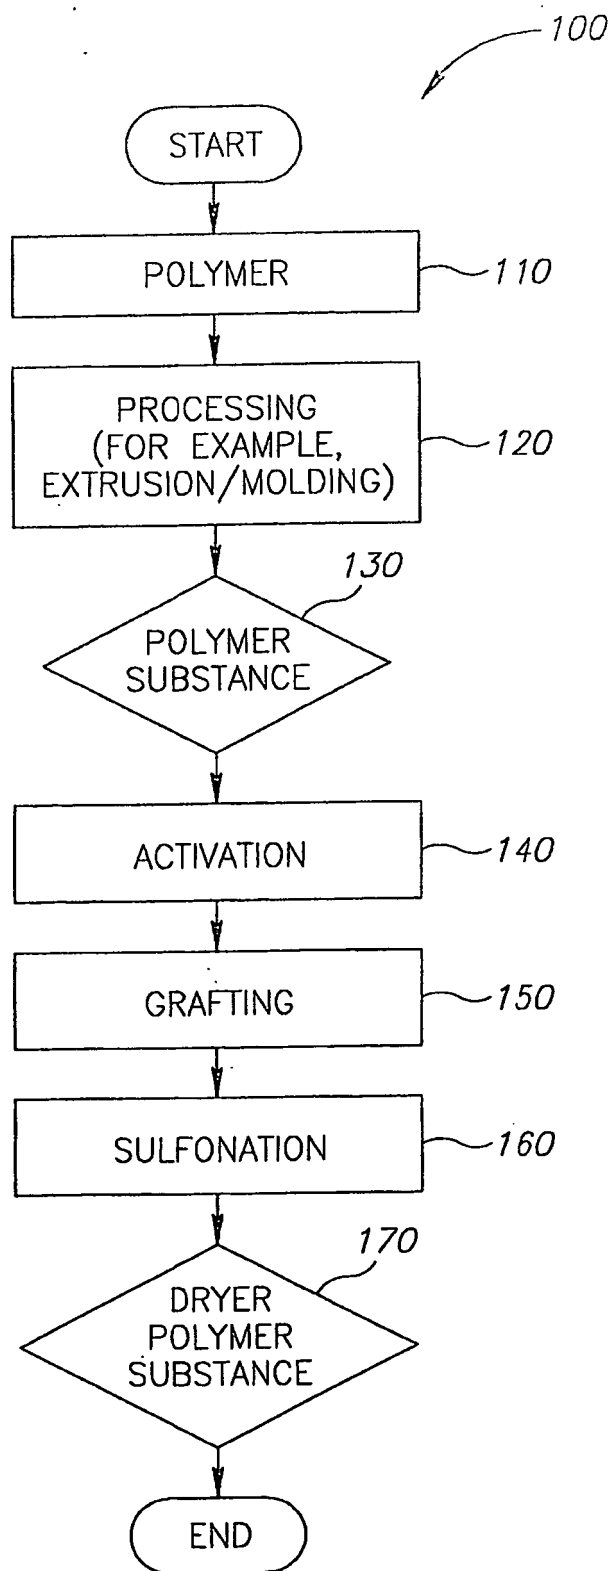 100
START
POLYMER
110
PROCESSING
(FOR EXAMPLE,
EXTRUSION/MOLDING)
120
130
POLYMER
SUBSTANCE
ACTIVATION
140
GRAFTING
150
SULFONATION
160
170
DRYER
POLYMER
SUBSTANCE
END